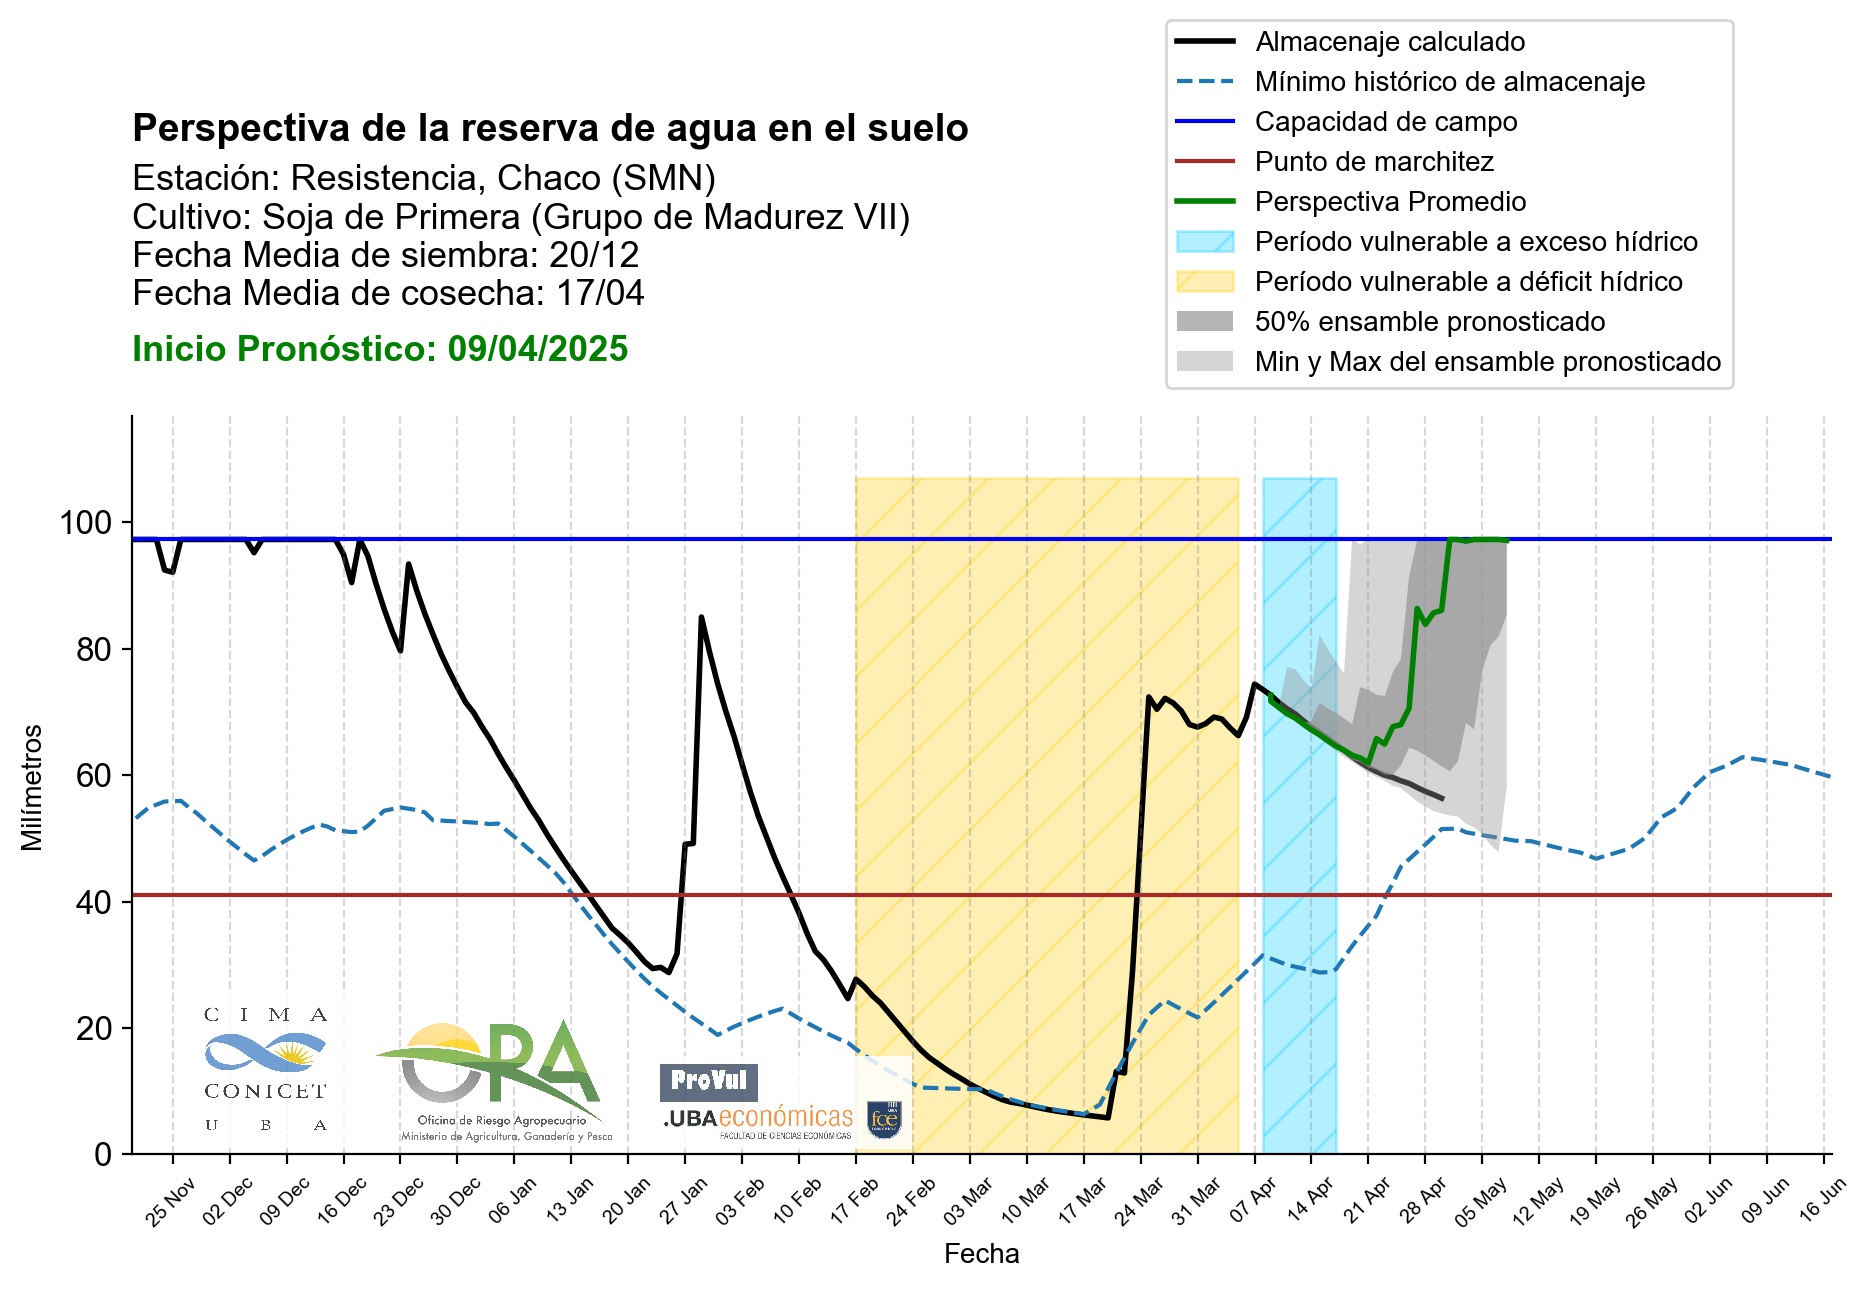 Almacenaje calculado
Mínimo histórico de almacenaje
Capacidad de campo
Punto de marchitez
Perspectiva Promedio
Período vulnerable a exceso hídrico
Período vulnerable a déficit hídrico
50% ensamble pronosticado
Min y Max del ensamble pronosticado
Perspectiva de la reserva de agua en el suelo
Estación: Resistencia, Chaco (SMN)
Cultivo: Soja de Primera (Grupo de Madurez VII)
Fecha Media de siembra: 20/12
Fecha Media de cosecha: 17/04
Inicio Pronóstico: 09/04/2025
Milímetros
100
80
60
40
20
0
CIMA
CONICET
UBA
ORA
Oficina de Riesgo Agropecuario
Ministerio de Agricultura, Ganadería y Pesca
ProVul
.UBAeconómicas
FACULTAD DE CIENCIAS ECONÓMICAS
UBA
fce
ECONÓMICAS
25 Nov
02 Dec
09 Dec
16 Dec
23 Dec
30 Dec
06 Jan
13 Jan
20 Jan
27 Jan
03 Feb
10 Feb
17 Feb
24 Feb
03 Mar
10 Mar
17 Mar
24 Mar
31 Mar
07 Apr
14 Apr
21 Apr
28 Apr
05 May
12 May
19 May
26 May
02 Jun
09 Jun
16 Jun
Fecha